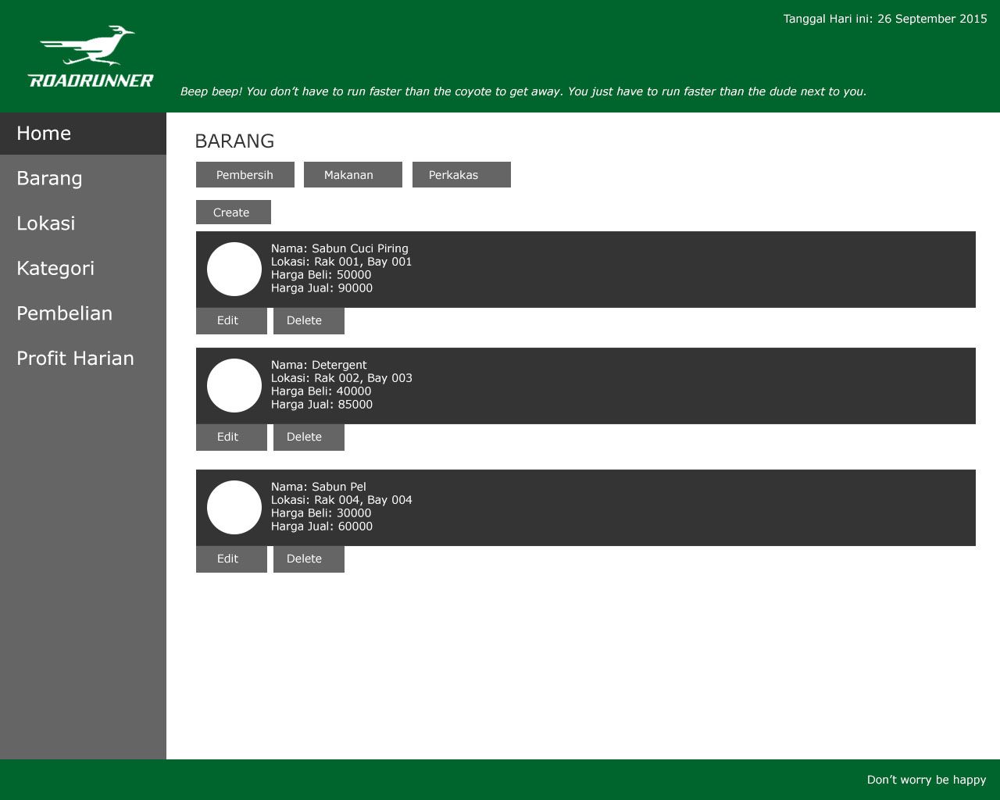 Tanggal Hari ini: 26 September 2015
ROADRUNNER
Beep beep! You don’t have to run faster than the coyote to get away. You just have to run faster than the dude next to you.
Home
Barang
Lokasi
Kategori
Pembelian
Profit Harian
BARANG
Pembersih Makanan Perkakas
Create
Nama: Sabun Cuci Piring
Lokasi: Rak 001, Bay 001
Harga Beli: 50000
Harga Jual: 90000
Edit Delete
Nama: Detergent
Lokasi: Rak 002, Bay 003
Harga Beli: 40000
Harga Jual: 85000
Edit Delete
Nama: Sabun Pel
Lokasi: Rak 004, Bay 004
Harga Beli: 30000
Harga Jual: 60000
Edit Delete
Don’t worry be happy